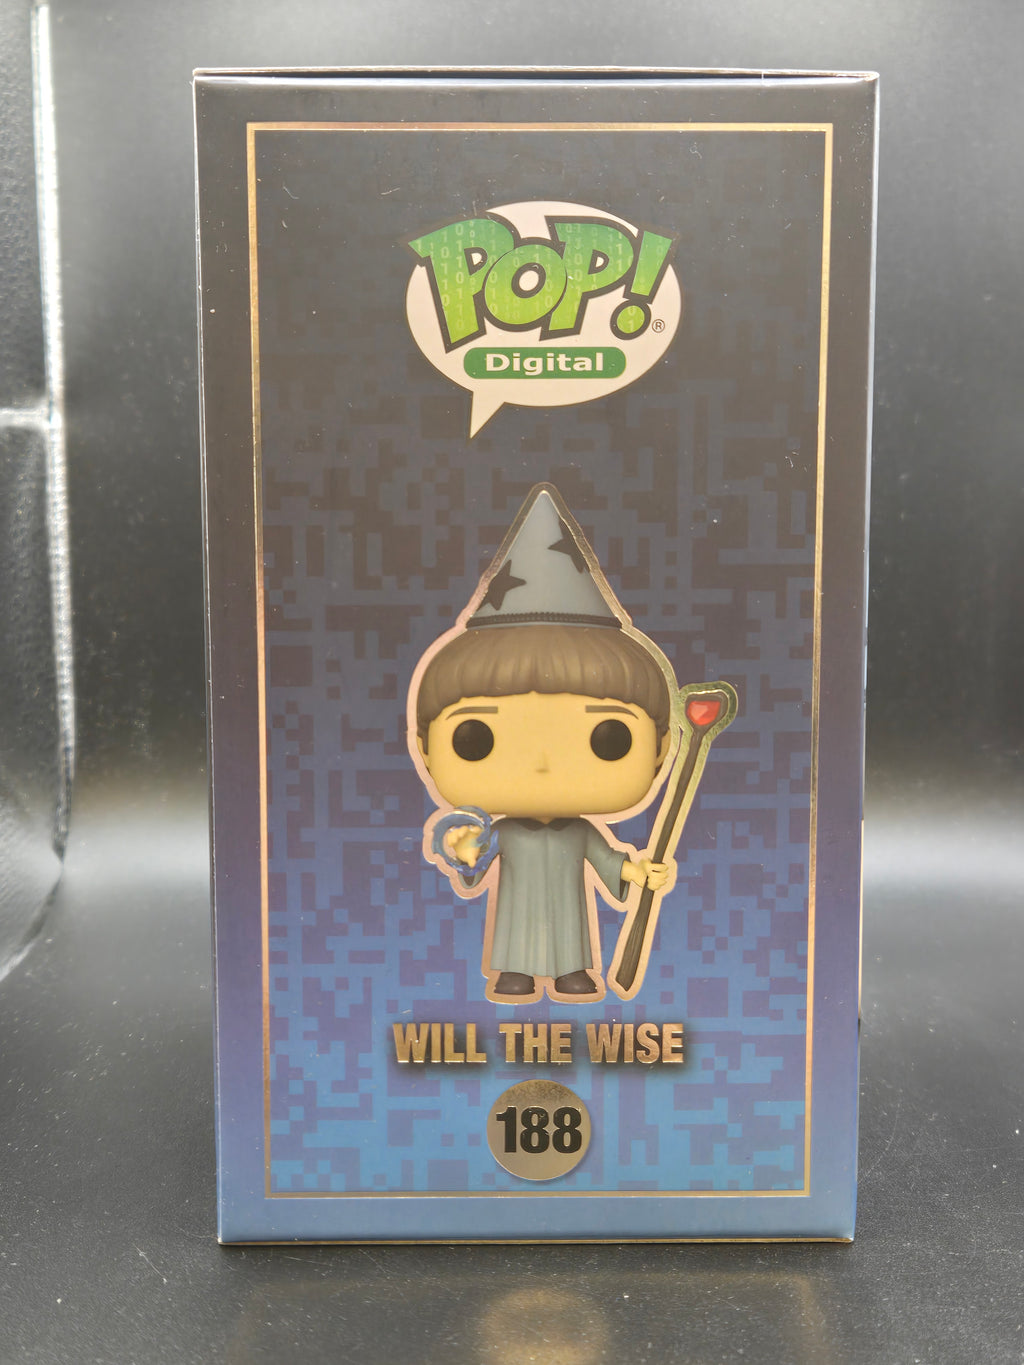 POP!®
Digital
WILL THE WISE
188